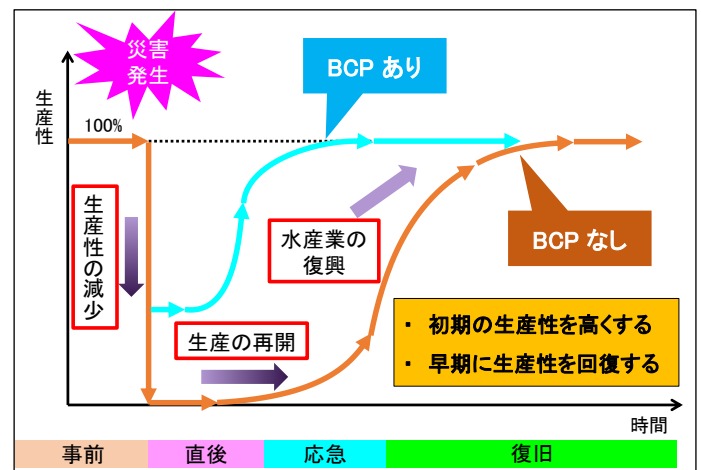 災害
発生
BCP あり
生産性
100%
生産性の減少
水産業の
復興
BCP なし
生産の再開
・ 初期の生産性を高くする
・ 早期に生産性を回復する
時間
事前
直後
応急
復旧